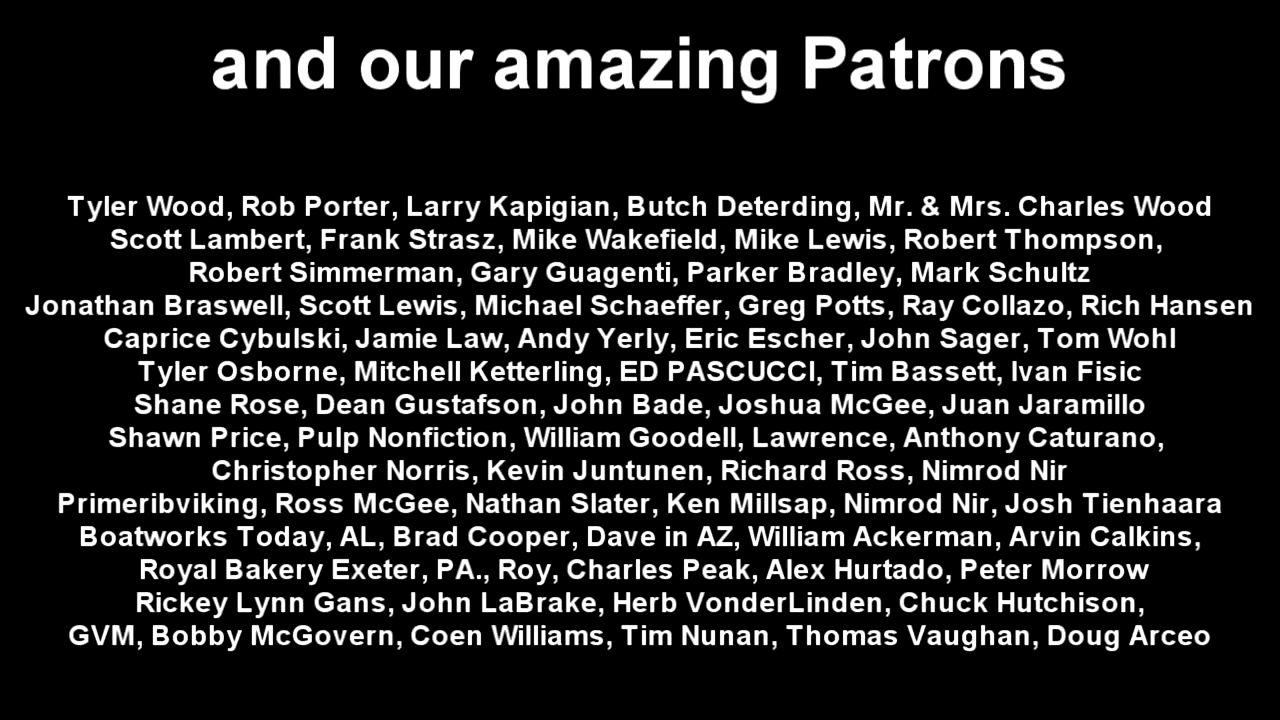 and our amazing Patrons
Tyler Wood, Rob Porter, Larry Kapigian, Butch Deterding, Mr. & Mrs. Charles Wood
Scott Lambert, Frank Strasz, Mike Wakefield, Mike Lewis, Robert Thompson,
Robert Simmerman, Gary Guagenti, Parker Bradley, Mark Schultz
Jonathan Braswell, Scott Lewis, Michael Schaeffer, Greg Potts, Ray Collazo, Rich Hansen
Caprice Cybulski, Jamie Law, Andy Yerly, Eric Escher, John Sager, Tom Wohl
Tyler Osborne, Mitchell Ketterling, ED PASCUCCI, Tim Bassett, Ivan Fisic
Shane Rose, Dean Gustafson, John Bade, Joshua McGee, Juan Jaramillo
Shawn Price, Pulp Nonfiction, William Goodell, Lawrence, Anthony Caturano,
Christopher Norris, Kevin Juntunen, Richard Ross, Nimrod Nir
Primeribviking, Ross McGee, Nathan Slater, Ken Millsap, Nimrod Nir, Josh Tienhaara
Boatworks Today, AL, Brad Cooper, Dave in AZ, William Ackerman, Arvin Calkins,
Royal Bakery Exeter, PA., Roy, Charles Peak, Alex Hurtado, Peter Morrow
Rickey Lynn Gans, John LaBrake, Herb VonderLinden, Chuck Hutchison,
GVM, Bobby McGovern, Coen Williams, Tim Nunan, Thomas Vaughan, Doug Arceo